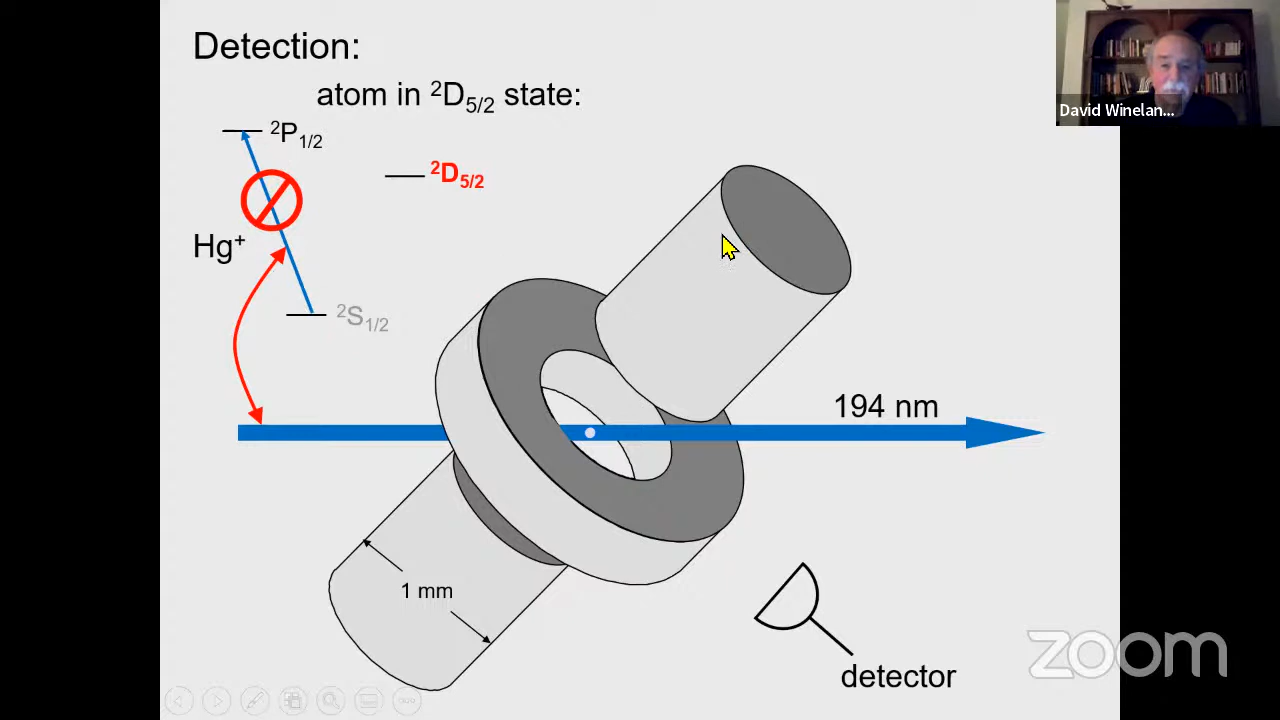 Detection:
atom in ²D₅/₂ state:
²P₁/₂
²D₅/₂
Hg⁺
²S₁/₂
194 nm
1 mm
detector
David Winelan...
zoom